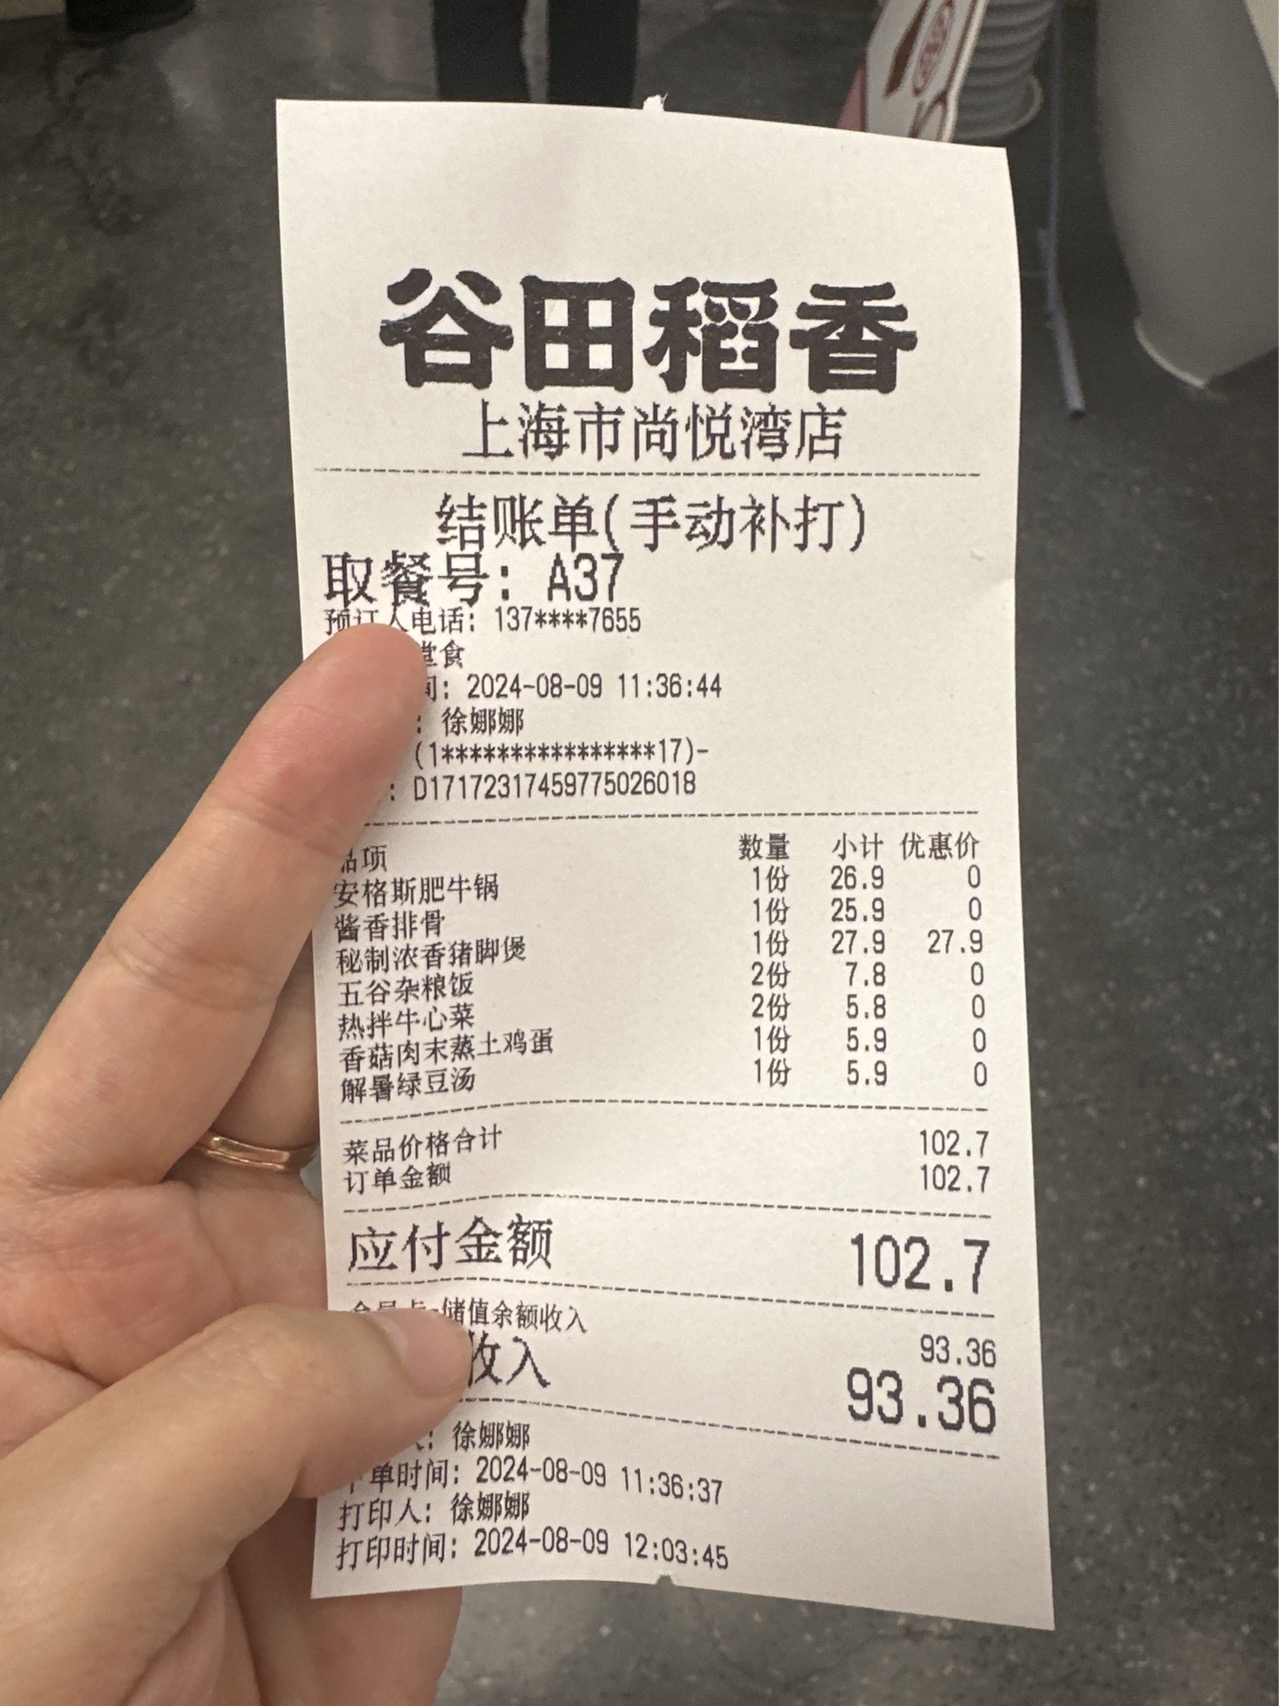 谷田稻香
上海市尚悦湾店
结账单(手动补打)
取餐号: A37
预订人电话: 137****7655
堂食
间: 2024-08-09 11:36:44
: 徐娜娜
(1****************17)-
: D17172317459775026018
品项 数量 小计 优惠价
安格斯肥牛锅 1份 26.9 0
酱香排骨 1份 25.9 0
秘制浓香猪脚煲 1份 27.9 27.9
五谷杂粮饭 2份 7.8 0
热拌牛心菜 2份 5.8 0
香菇肉末蒸土鸡蛋 1份 5.9 0
解暑绿豆汤 1份 5.9 0
菜品价格合计 102.7
订单金额 102.7
应付金额 102.7
会员卡-储值余额收入 93.36
收入 93.36
: 徐娜娜
下单时间: 2024-08-09 11:36:37
打印人: 徐娜娜
打印时间: 2024-08-09 12:03:45